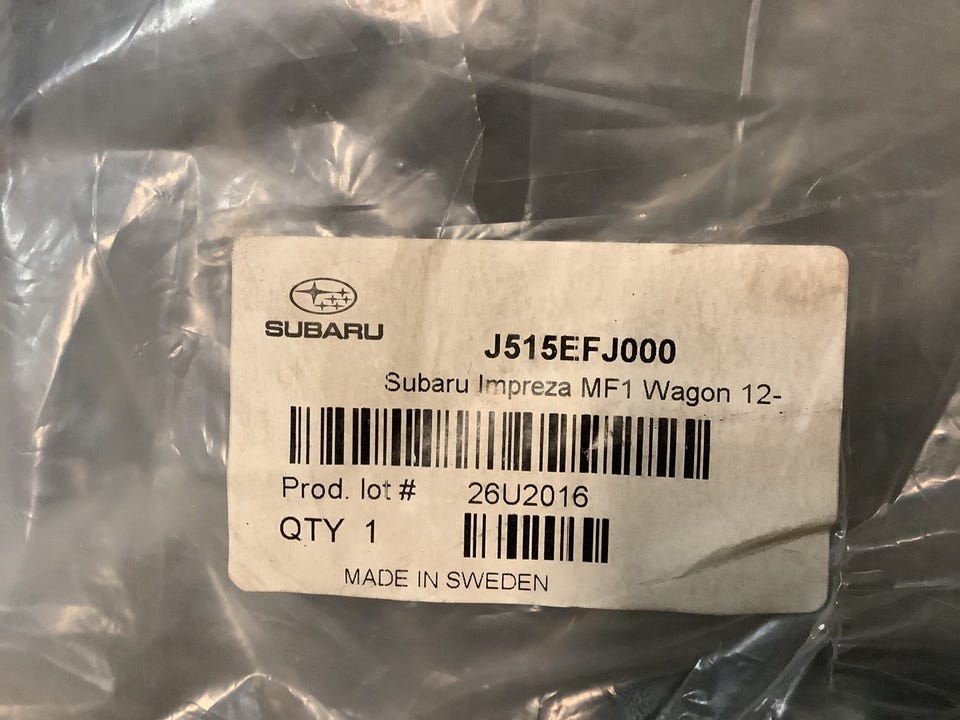 SUBARU
J515EFJ000
Subaru Impreza MF1 Wagon 12-
Prod. lot # 26U2016
QTY 1
MADE IN SWEDEN